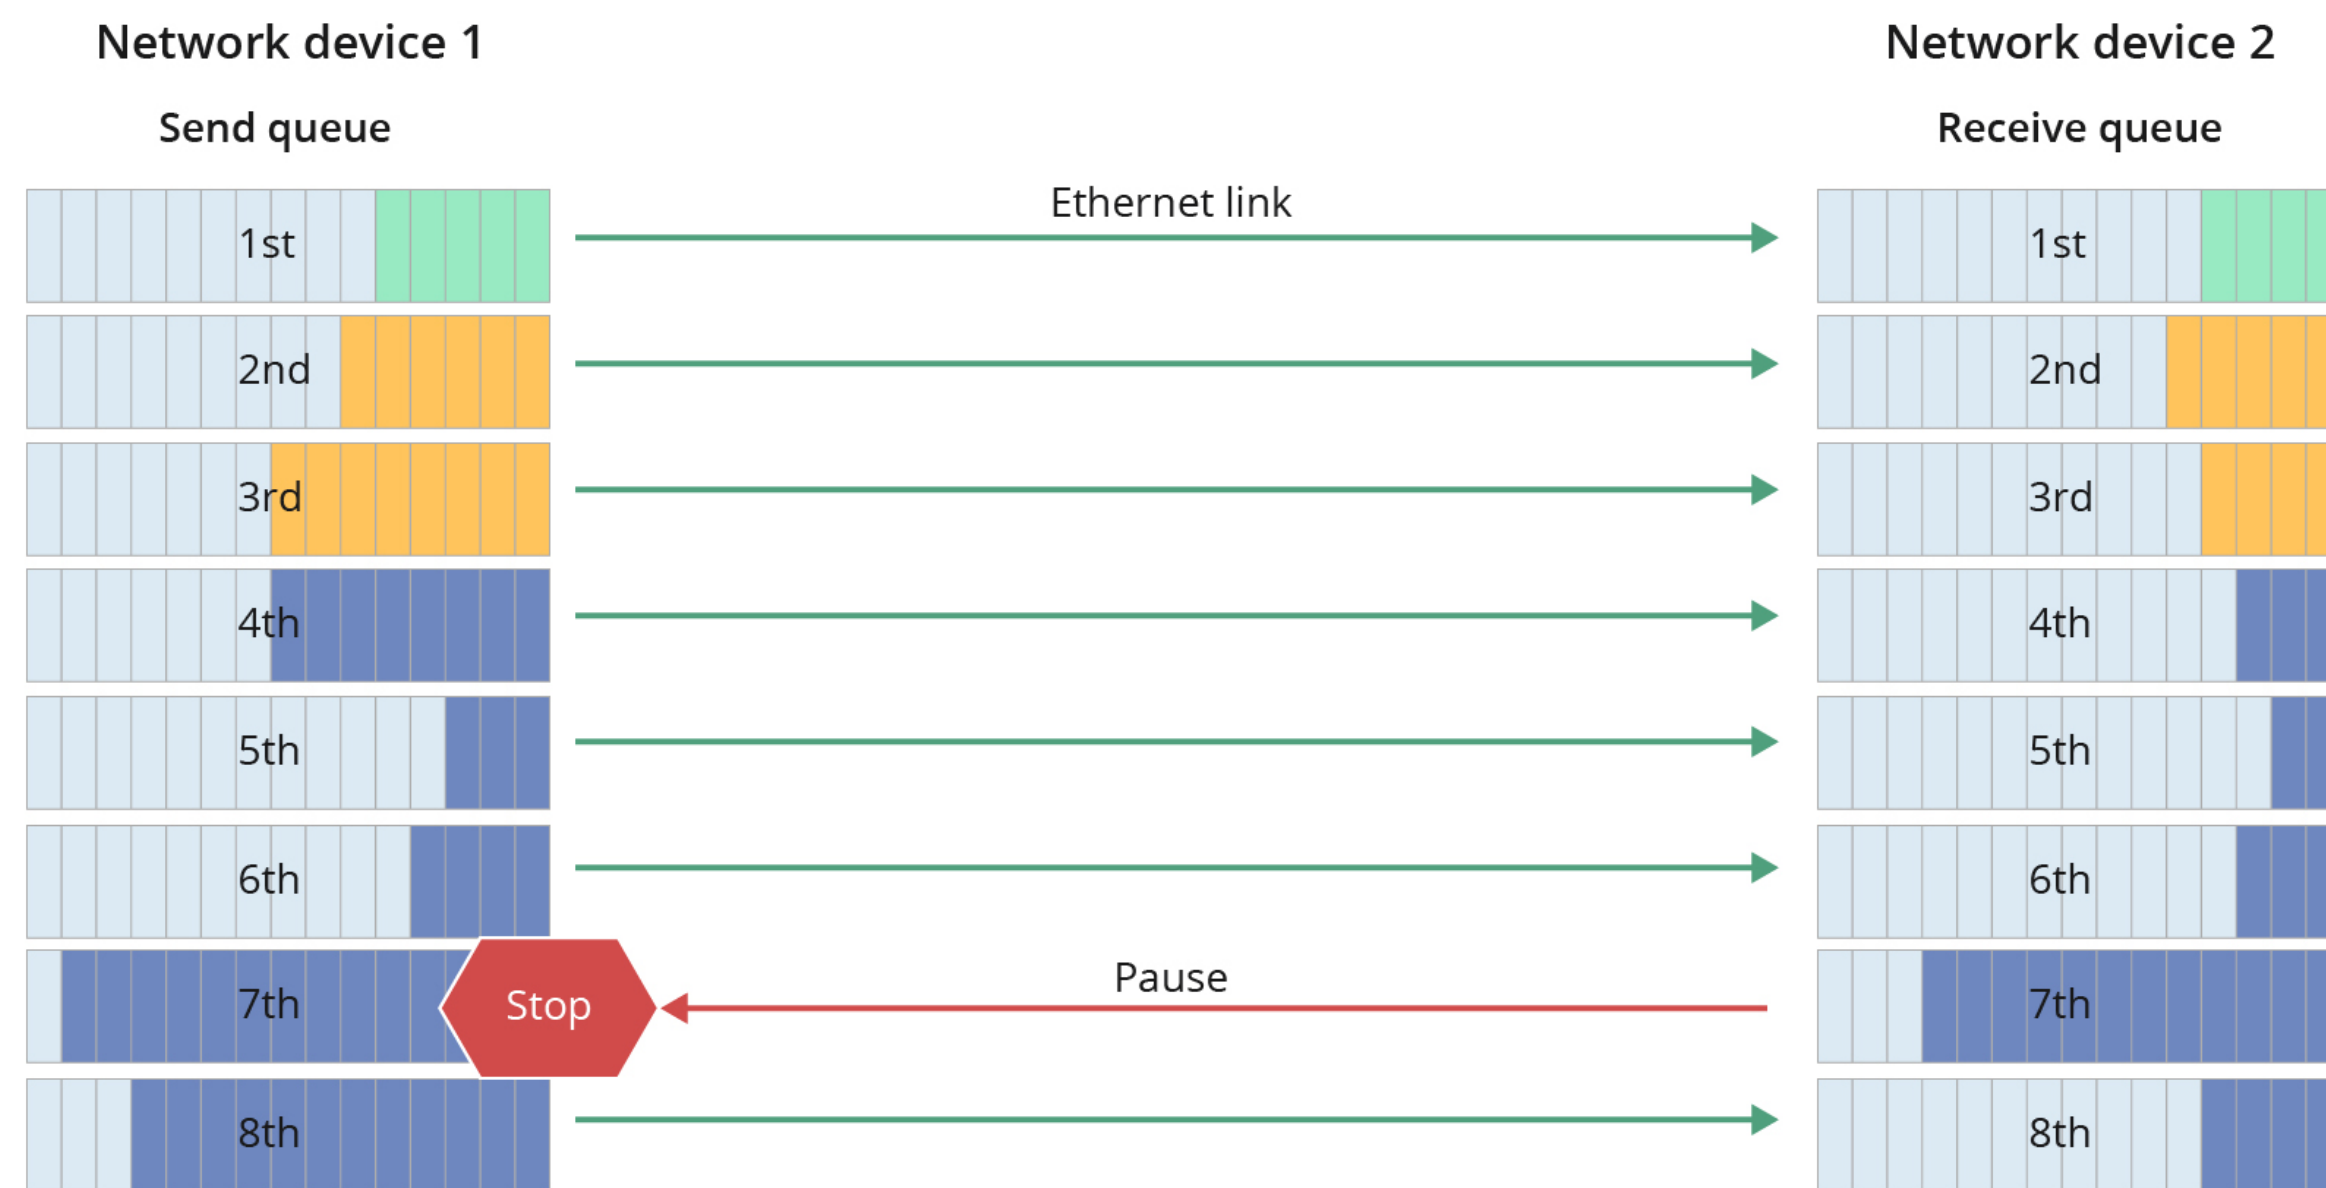 Network device 1
Network device 2
Send queue
Receive queue
Ethernet link
1st
1st
2nd
2nd
3rd
3rd
4th
4th
5th
5th
6th
6th
Pause
7th
Stop
7th
8th
8th